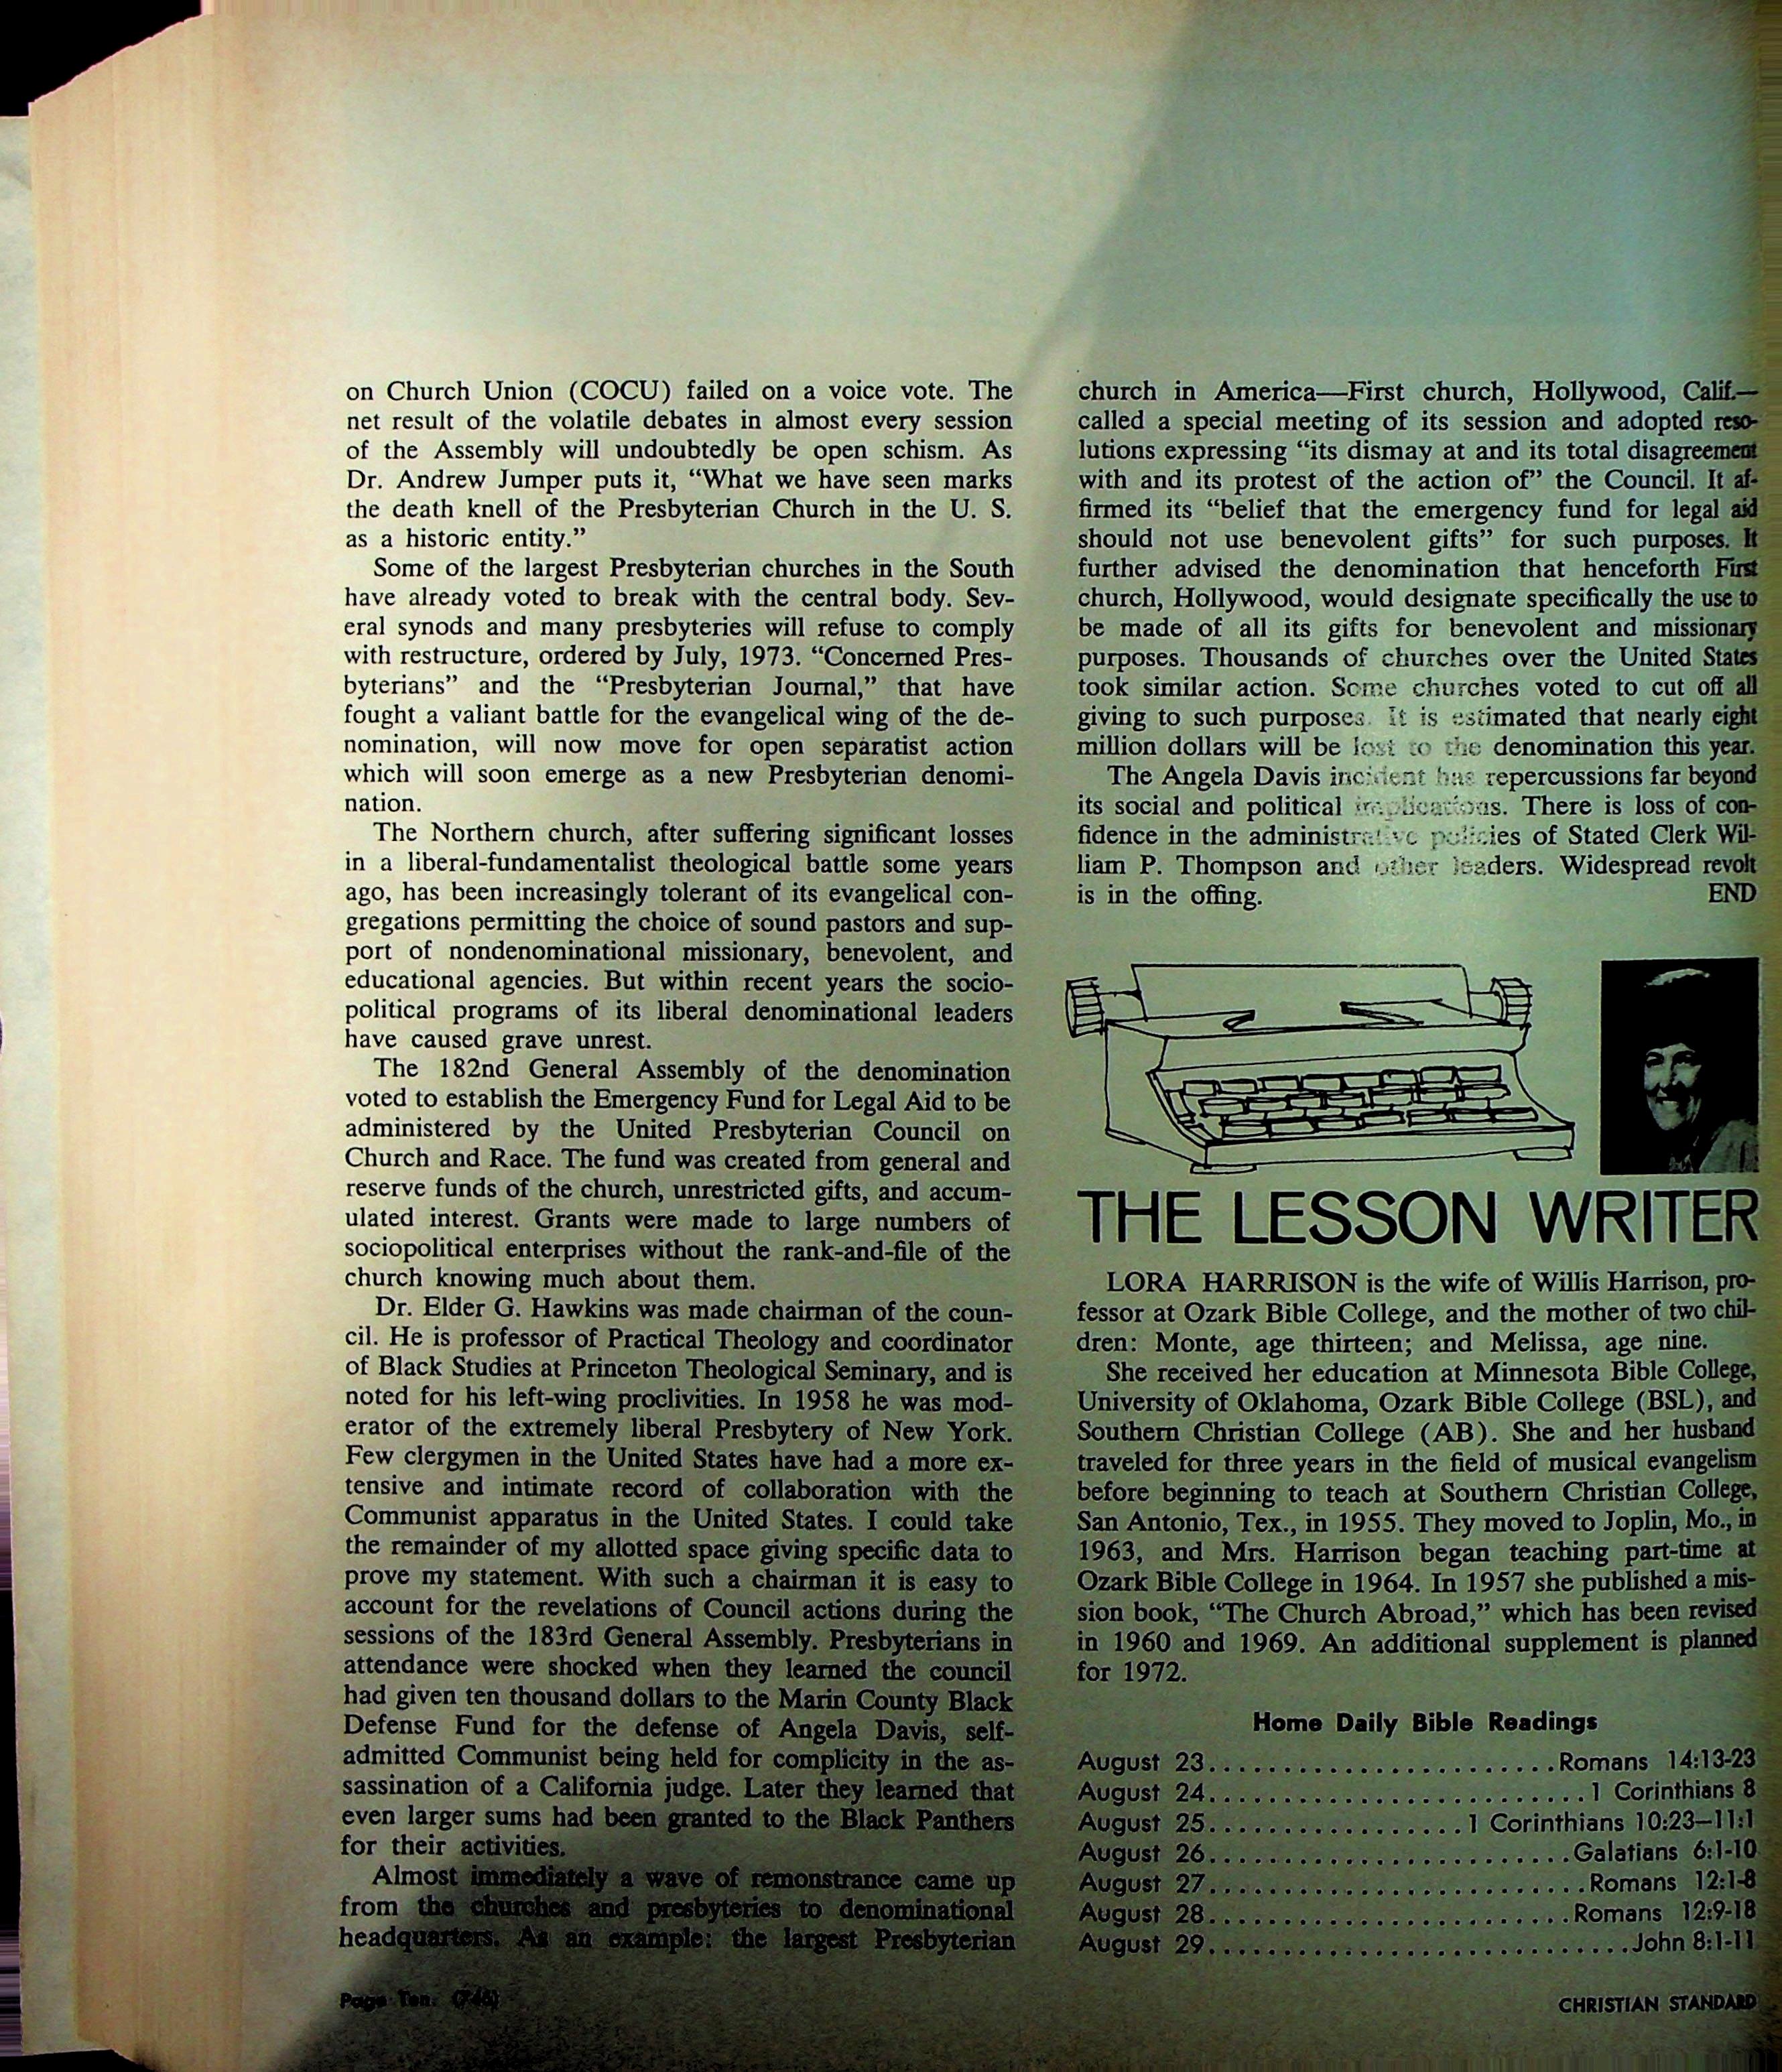 on Church Union (COCU) failed on a voice vote. The
net result of the volatile debates in almost every session
of the Assembly will undoubtedly be open schism. As
Dr. Andrew Jumper puts it, “What we have seen marks
the death knell of the Presbyterian Church in the U. S.
as a historic entity.”
Some of the largest Presbyterian churches in the South
have already voted to break with the central body. Sev-
eral synods and many presbyteries will refuse to comply
with restructure, ordered by July, 1973. “Concerned Pres-
byterians” and the “Presbyterian Journal,” that have
fought a valiant battle for the evangelical wing of the de-
nomination, will now move for open separatist action
which will soon emerge as a new Presbyterian denomi-
nation.
The Northern church, after suffering significant losses
in a liberal-fundamentalist theological battle some years
ago, has been increasingly tolerant of its evangelical con-
gregations permitting the choice of sound pastors and sup-
port of nondenominational missionary, benevolent, and
educational agencies. But within recent years the socio-
political programs of its liberal denominational leaders
have caused grave unrest.
The 182nd General Assembly of the denomination
voted to establish the Emergency Fund for Legal Aid to be
administered by the United Presbyterian Council on
Church and Race. The fund was created from general and
reserve funds of the church, unrestricted gifts, and accum-
ulated interest. Grants were made to large numbers of
sociopolitical enterprises without the rank-and-file of the
church knowing much about them.
Dr. Elder G. Hawkins was made chairman of the coun-
cil. He is professor of Practical Theology and coordinator
of Black Studies at Princeton Theological Seminary, and is
noted for his left-wing proclivities. In 1958 he was mod-
erator of the extremely liberal Presbytery of New York.
Few clergymen in the United States have had a more ex-
tensive and intimate record of collaboration with the
Communist apparatus in the United States. I could take
the remainder of my allotted space giving specific data to
prove my statement. With such a chairman it is easy to
account for the revelations of Council actions during the
sessions of the 183rd General Assembly. Presbyterians in
attendance were shocked when they learned the council
had given ten thousand dollars to the Marin County Black
Defense Fund for the defense of Angela Davis, self-
admitted Communist being held for complicity in the as-
sassination of a California judge. Later they learned that
even larger sums had been granted to the Black Panthers
for their activities.
Almost immediately a wave of remonstrance came up
from the churches and presbyteries to denominational
headquarters. As an example: the largest Presbyterian
church in America—First church, Hollywood, Calif.—
called a special meeting of its session and adopted reso-
lutions expressing “its dismay at and its total disagreement
with and its protest of the action of” the Council. It af-
firmed its “belief that the emergency fund for legal aid
should not use benevolent gifts” for such purposes. It
further advised the denomination that henceforth First
church, Hollywood, would designate specifically the use to
be made of all its gifts for benevolent and missionary
purposes. Thousands of churches over the United States
took similar action. Some churches voted to cut off all
giving to such purposes. It is estimated that nearly eight
million dollars will be lost to the denomination this year.
The Angela Davis incident has repercussions far beyond
its social and political implications. There is loss of con-
fidence in the administrative policies of Stated Clerk Wil-
liam P. Thompson and other leaders. Widespread revolt
is in the offing. END
THE LESSON WRITER
LORA HARRISON is the wife of Willis Harrison, pro-
fessor at Ozark Bible College, and the mother of two chil-
dren: Monte, age thirteen; and Melissa, age nine.
She received her education at Minnesota Bible College,
University of Oklahoma, Ozark Bible College (BSL), and
Southern Christian College (AB). She and her husband
traveled for three years in the field of musical evangelism
before beginning to teach at Southern Christian College,
San Antonio, Tex., in 1955. They moved to Joplin, Mo., in
1963, and Mrs. Harrison began teaching part-time at
Ozark Bible College in 1964. In 1957 she published a mis-
sion book, “The Church Abroad,” which has been revised
in 1960 and 1969. An additional supplement is planned
for 1972.
Home Daily Bible Readings
August 23.......................Romans 14:13-23
August 24.........................1 Corinthians 8
August 25.................1 Corinthians 10:23–11:1
August 26........................Galatians 6:1-10
August 27.........................Romans 12:1-8
August 28........................Romans 12:9-18
August 29............................John 8:1-11
Page Ten.
CHRISTIAN STANDARD